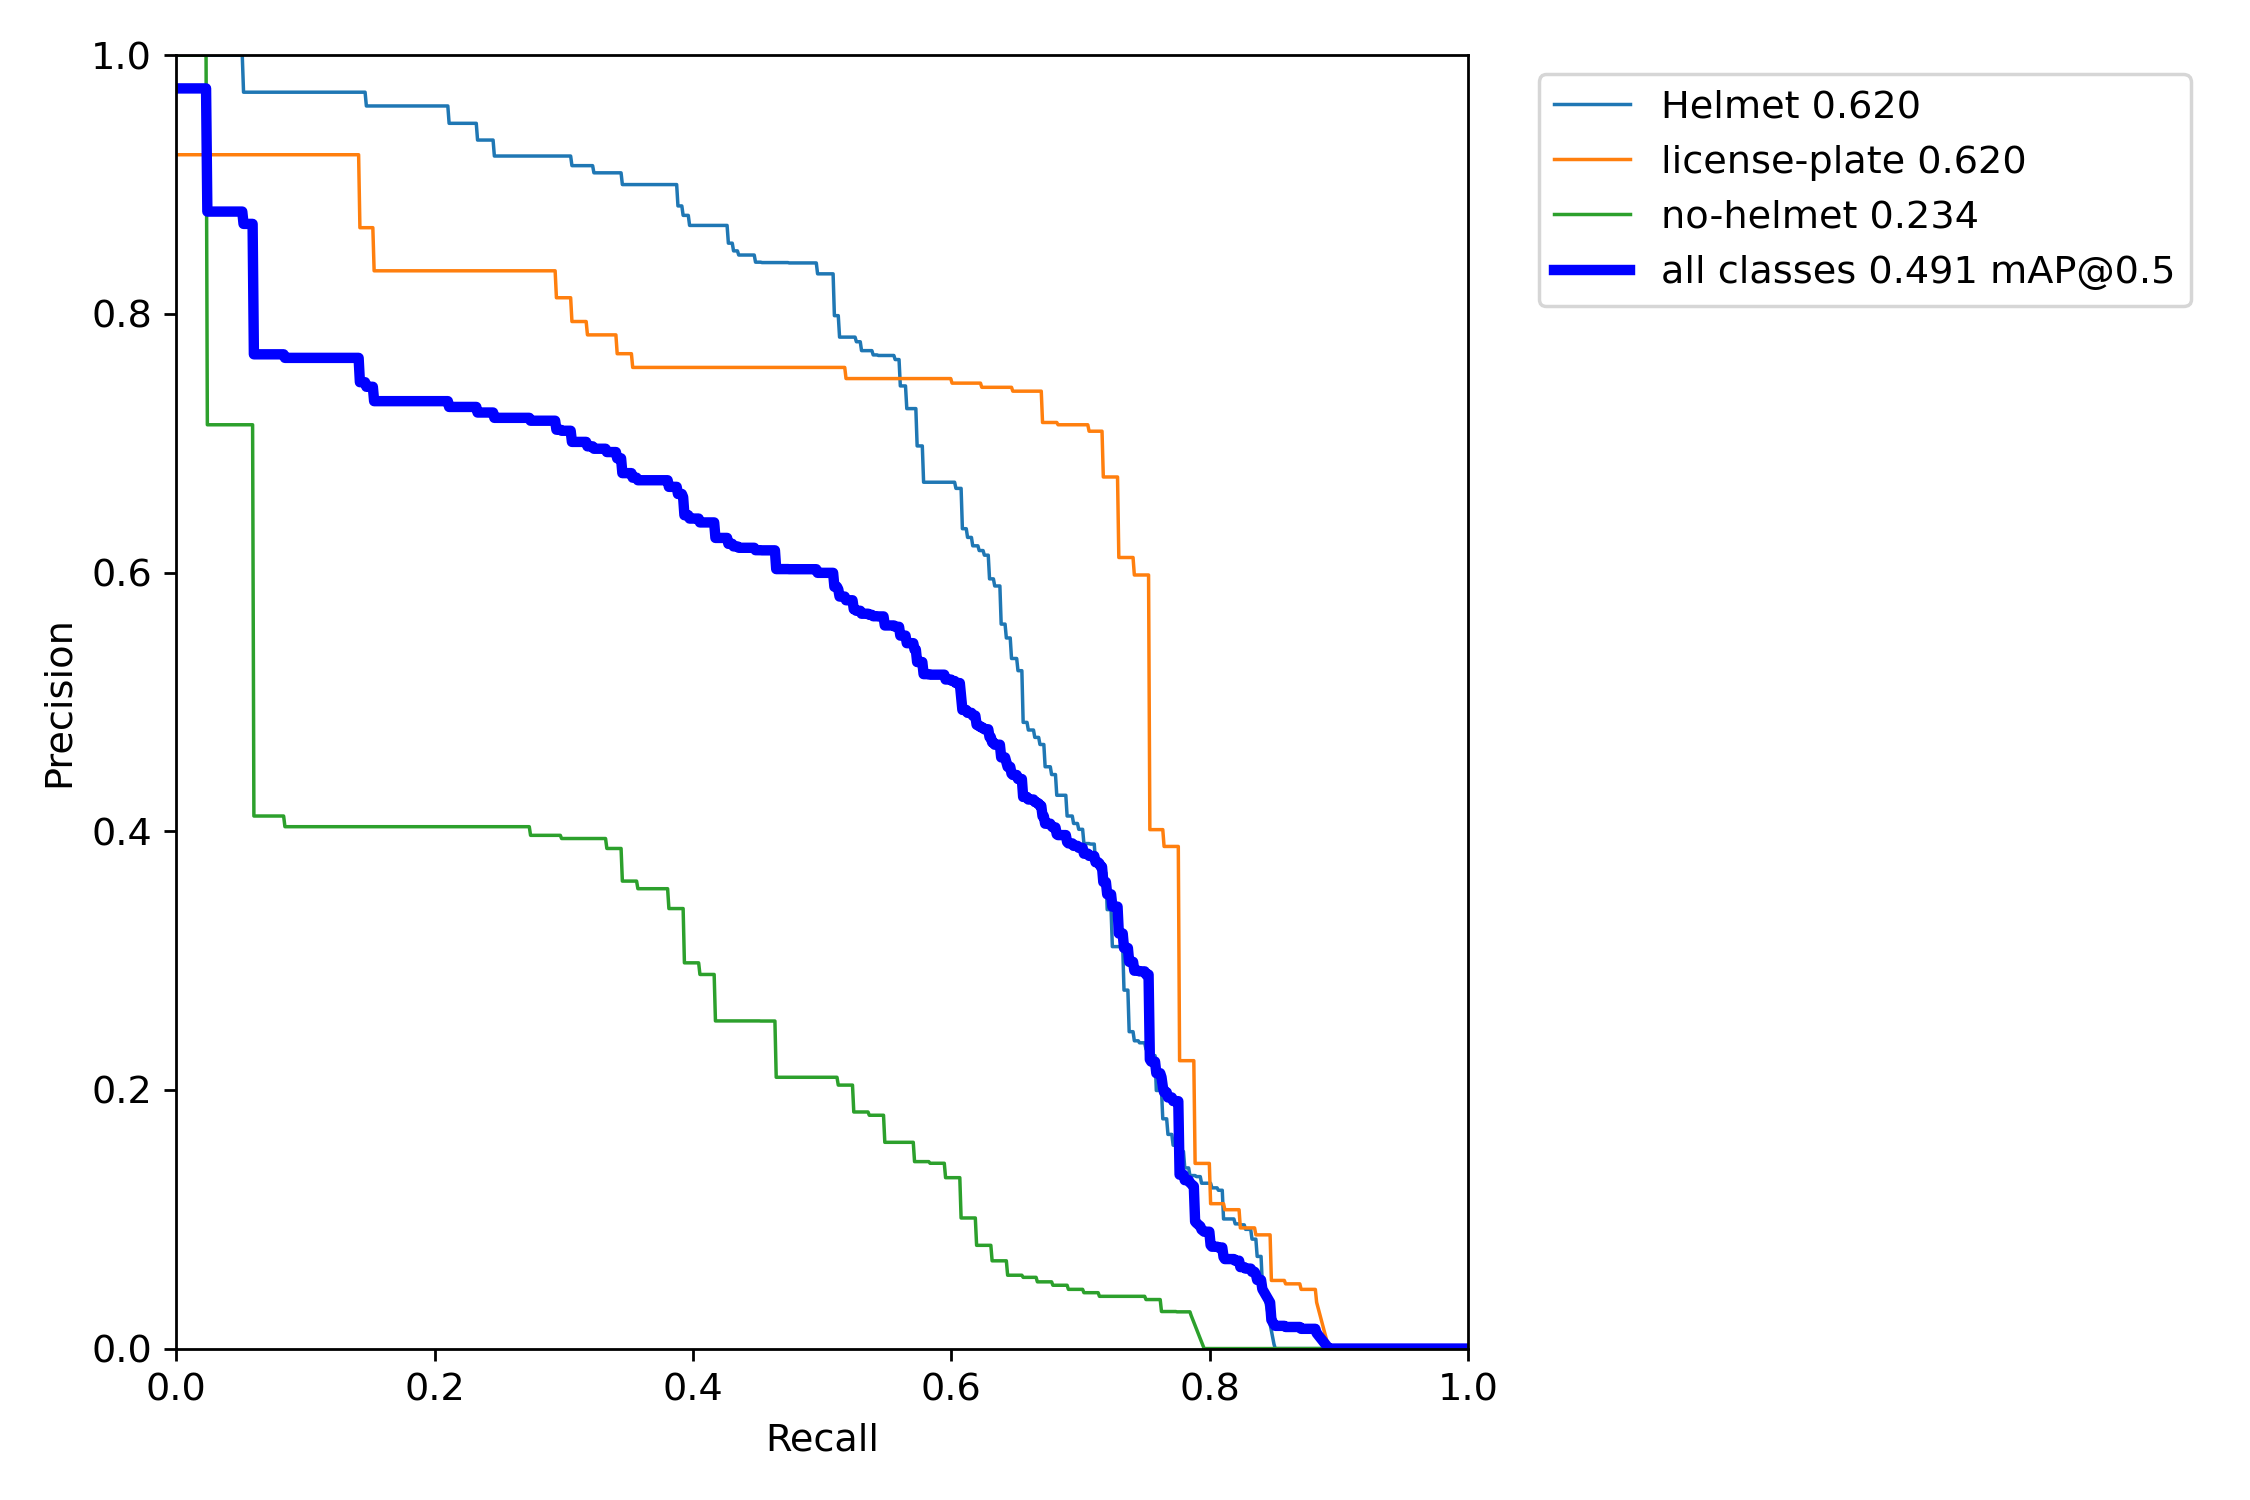 1.0
0.8
0.6
0.4
0.2
0.0
Precision
0.0 0.2 0.4 0.6 0.8 1.0
Recall
Helmet 0.620
license-plate 0.620
no-helmet 0.234
all classes 0.491 mAP@0.5